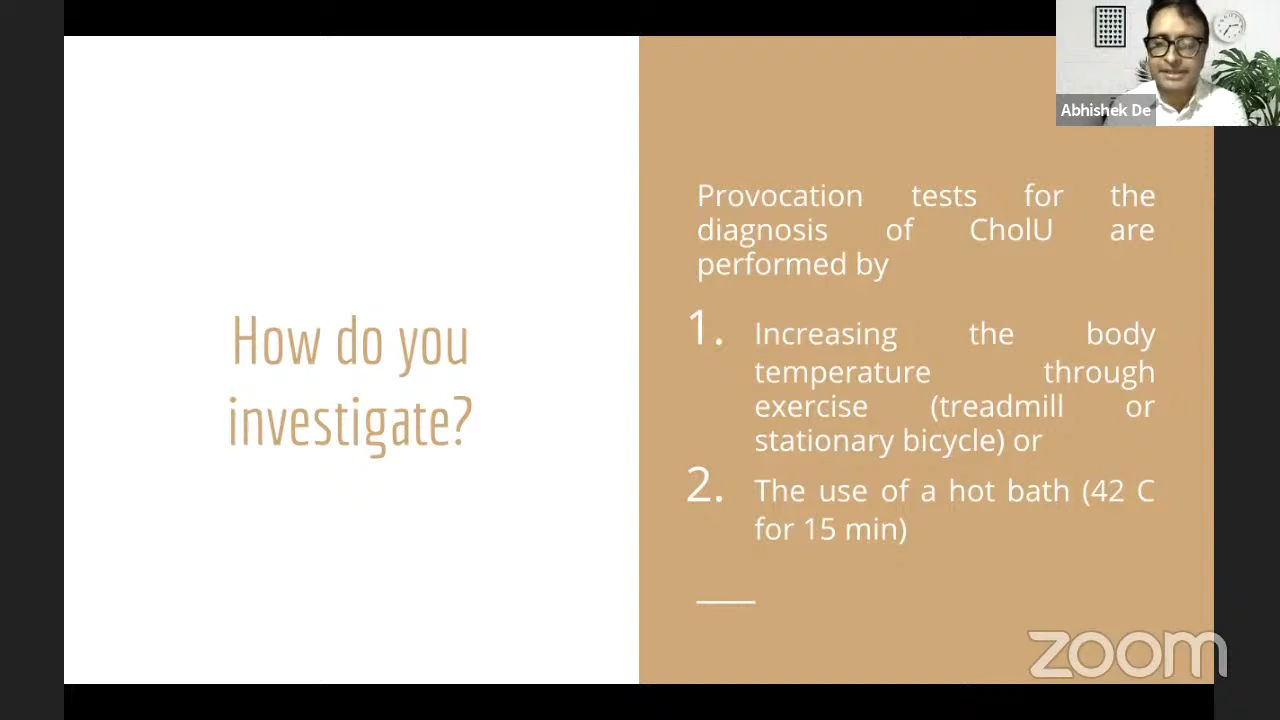 Abhishek De
How do you
investigate?
Provocation tests for the
diagnosis of CholU are
performed by
1. Increasing the body
temperature through
exercise (treadmill or
stationary bicycle) or
2. The use of a hot bath (42 C
for 15 min)
zoom